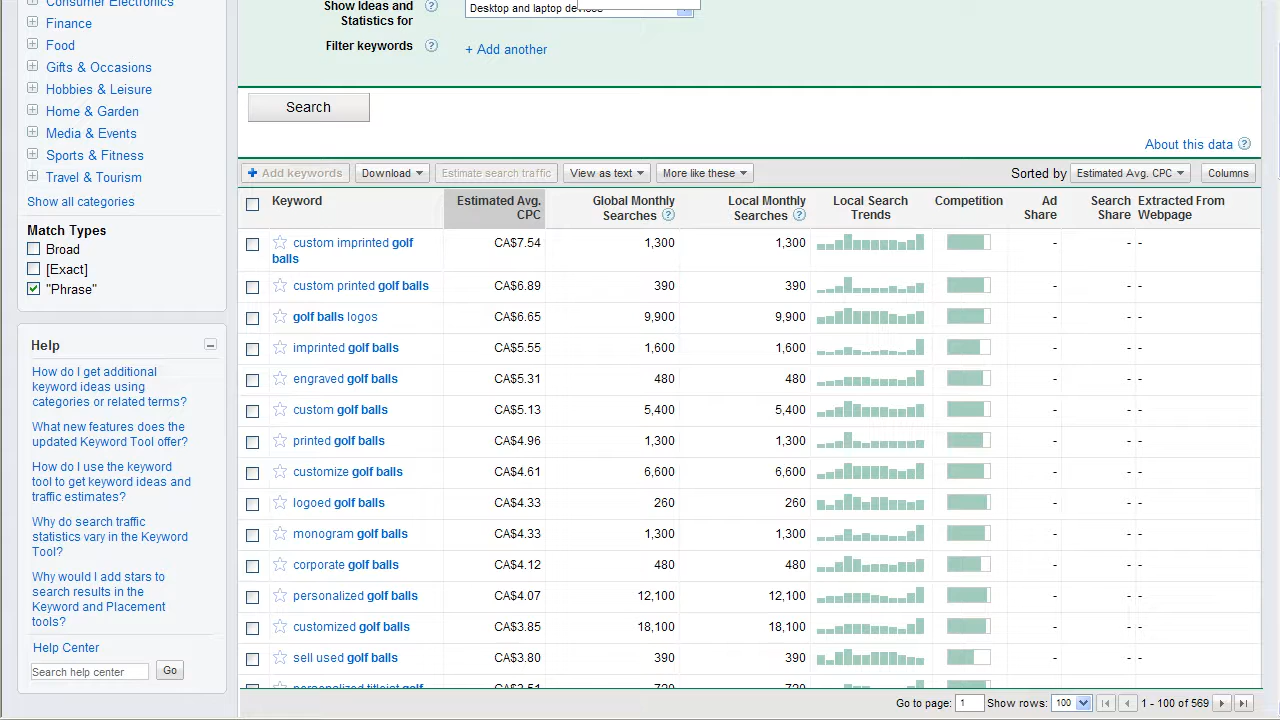 Consumer Electronics
Finance
Food
Gifts & Occasions
Hobbies & Leisure
Home & Garden
Media & Events
Sports & Fitness
Travel & Tourism
Show all categories
Match Types
Broad
[Exact]
"Phrase"
Help
How do I get additional
keyword ideas using
categories or related terms?
What new features does the
updated Keyword Tool offer?
How do I use the keyword
tool to get keyword ideas and
traffic estimates?
Why do search traffic
statistics vary in the Keyword
Tool?
Why would I add stars to
search results in the
Keyword and Placement
tools?
Help Center
Search help center Go
Show Ideas and
Statistics for ? Desktop and laptop devices
Filter keywords ? + Add another
Search
About this data ?
+ Add keywords Download Estimate search traffic View as text More like these Sorted by Estimated Avg. CPC Columns
Keyword Estimated Avg. CPC Global Monthly Searches ? Local Monthly Searches ? Local Search Trends Competition Ad Share Search Share Extracted From Webpage
custom imprinted golf balls CA$7.54 1,300 1,300 - - -
custom printed golf balls CA$6.89 390 390 - - -
golf balls logos CA$6.65 9,900 9,900 - - -
imprinted golf balls CA$5.55 1,600 1,600 - - -
engraved golf balls CA$5.31 480 480 - - -
custom golf balls CA$5.13 5,400 5,400 - - -
printed golf balls CA$4.96 1,300 1,300 - - -
customize golf balls CA$4.61 6,600 6,600 - - -
logoed golf balls CA$4.33 260 260 - - -
monogram golf balls CA$4.33 1,300 1,300 - - -
corporate golf balls CA$4.12 480 480 - - -
personalized golf balls CA$4.07 12,100 12,100 - - -
customized golf balls CA$3.85 18,100 18,100 - - -
sell used golf balls CA$3.80 390 390 - - -
personalized titleist golf CA$3.51 720 720
Go to page: 1 Show rows: 100 1 - 100 of 569